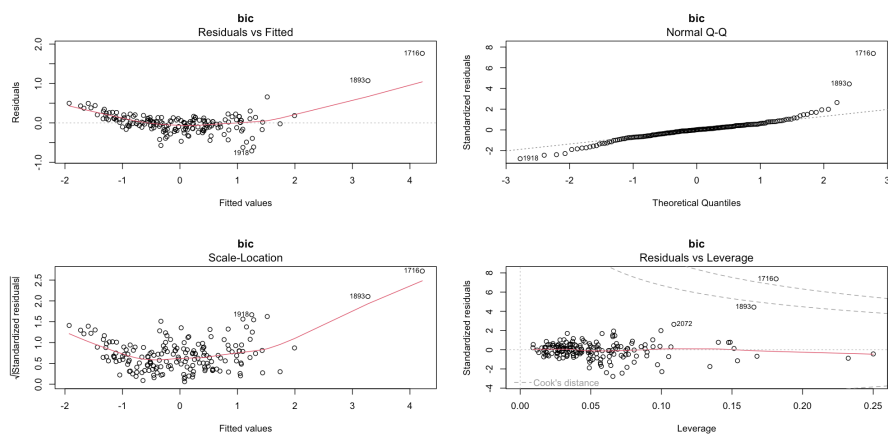 bic
Residuals vs Fitted
Residuals
2.0
1.0
0.0
-1.0
1716
1893
1918
-2 -1 0 1 2 3 4
Fitted values
bic
Normal Q-Q
Standardized residuals
8
6
4
2
0
-2
1716
1893
1918
-3 -2 -1 0 1 2 3
Theoretical Quantiles
bic
Scale-Location
√|Standardized residuals|
2.5
2.0
1.5
1.0
0.5
0.0
1716
1893
1918
-2 -1 0 1 2 3 4
Fitted values
bic
Residuals vs Leverage
Standardized residuals
8
6
4
2
0
-2
-4
1716
1893
2072
Cook's distance
0.00 0.05 0.10 0.15 0.20 0.25
Leverage